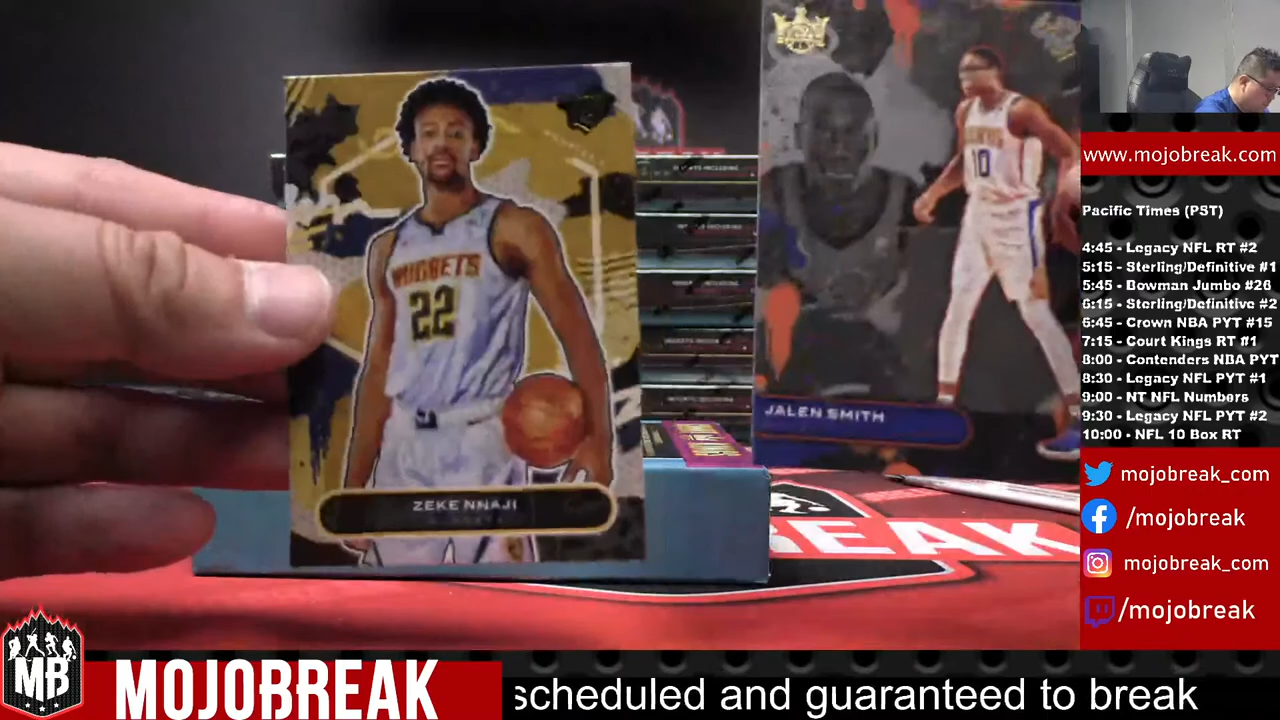 NUGGETS
22
ZEKE NNAJI
10
JALEN SMITH
BREAK
www.mojobreak.com
Pacific Times (PST)
4:45 - Legacy NFL RT #2
5:15 - Sterling/Definitive #1
5:45 - Bowman Jumbo #26
6:15 - Sterling/Definitive #2
6:45 - Crown NBA PYT #15
7:15 - Court Kings RT #1
8:00 - Contenders NBA PYT
8:30 - Legacy NFL PYT #1
9:00 - NT NFL Numbers
9:30 - Legacy NFL PYT #2
10:00 - NFL 10 Box RT
mojobreak_com
/mojobreak
mojobreak_com
/mojobreak
MB
MOJOBREAK
scheduled and guaranteed to break